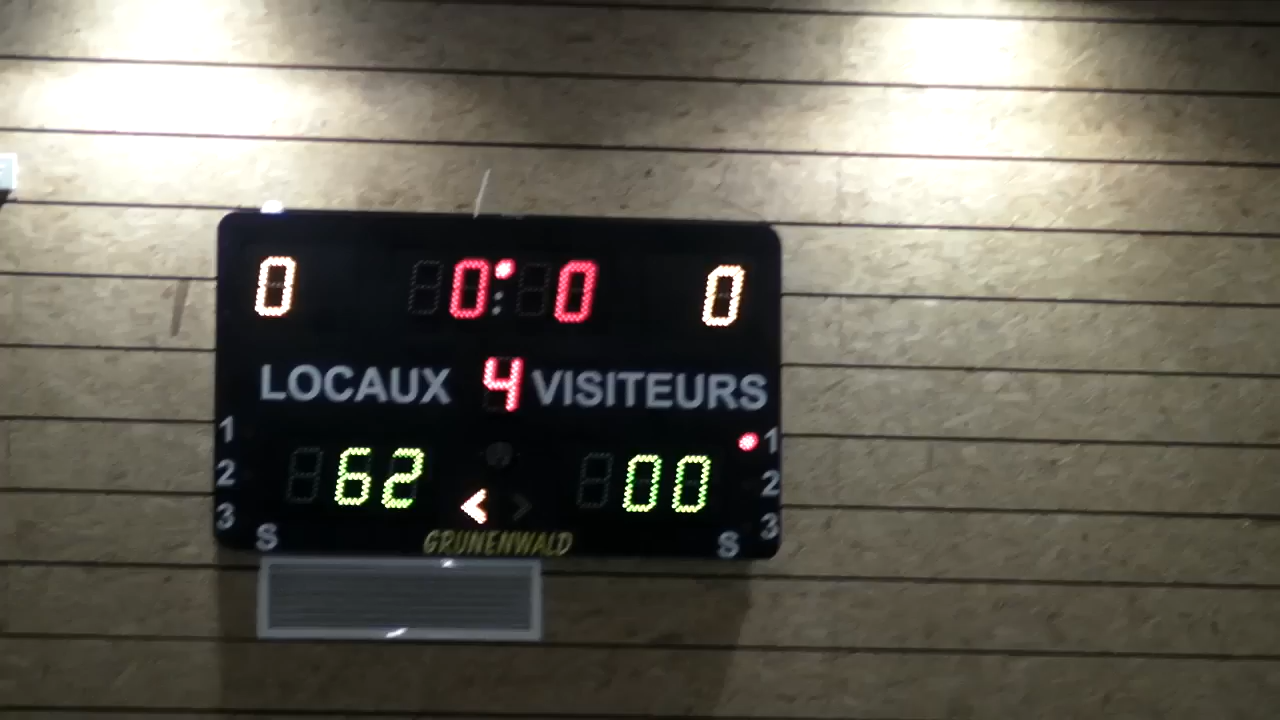 0 0:0 0
LOCAUX 4 VISITEURS
1 1
62 < > 00
2 2
3 3
S GRUNENWALD S